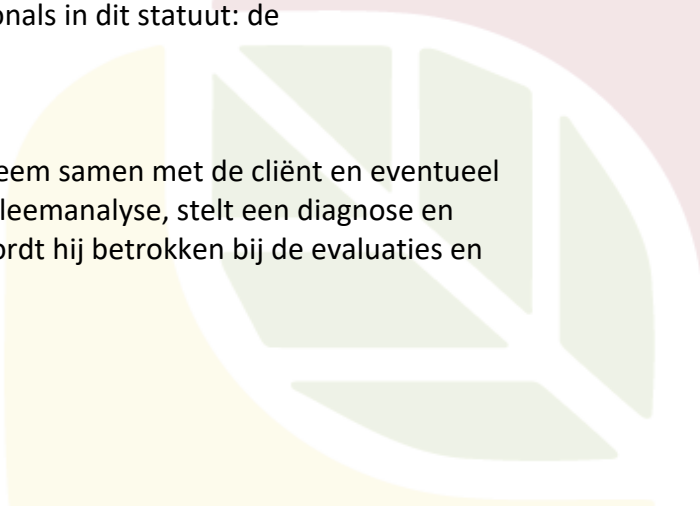 onals in dit statuut: de
eem samen met de cliënt en eventueel
leemanalyse, stelt een diagnose en
ordt hij betrokken bij de evaluaties en